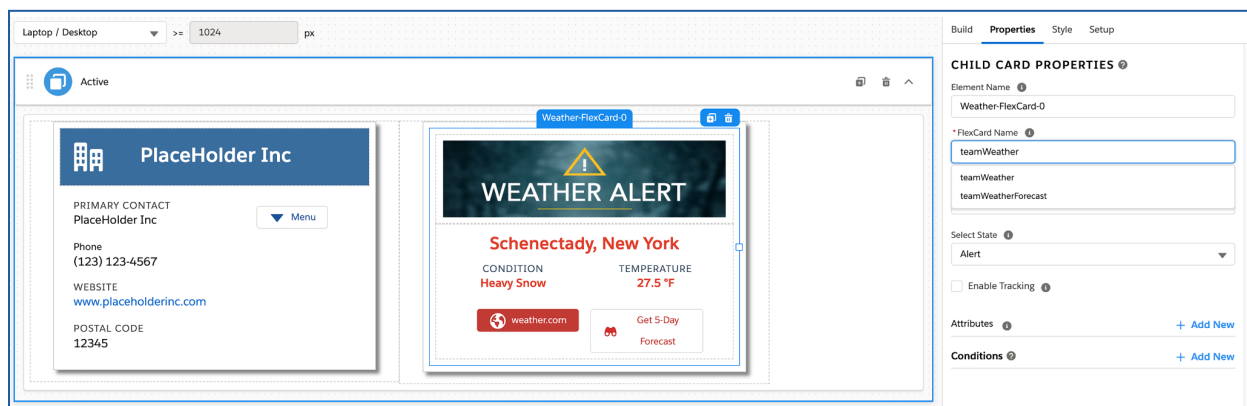 Laptop / Desktop >= 1024 px
Active
Weather-FlexCard-0
PlaceHolder Inc
PRIMARY CONTACT
PlaceHolder Inc
Menu
Phone
(123) 123-4567
WEBSITE
www.placeholderinc.com
POSTAL CODE
12345
WEATHER ALERT
Schenectady, New York
CONDITION TEMPERATURE
Heavy Snow 27.5 °F
weather.com
Get 5-Day
Forecast
Build Properties Style Setup
CHILD CARD PROPERTIES
Element Name
Weather-FlexCard-0
*FlexCard Name
teamWeather
teamWeather
teamWeatherForecast
Select State
Alert
Enable Tracking
Attributes + Add New
Conditions + Add New